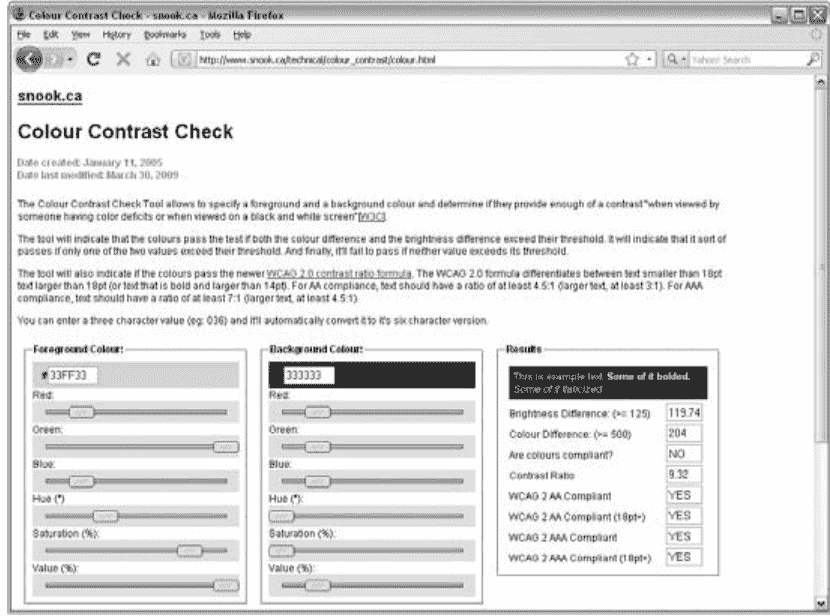 Colour Contrast Check - snook.ca - Mozilla Firefox
File Edit View History Bookmarks Tools Help
http://www.snook.ca/technical/colour_contrast/colour.html
Yahoo! Search
snook.ca
Colour Contrast Check
Date created: January 11, 2005
Date last modified: March 30, 2009
The Colour Contrast Check Tool allows to specify a foreground and a background colour and determine if they provide enough of a contrast "when viewed by
someone having color deficits or when viewed on a black and white screen"[W3C].
The tool will indicate that the colours pass the test if both the colour difference and the brightness difference exceed their threshold. It will indicate that it sort of
passes if only one of the two values exceed their threshold. And finally, it'll fail to pass if neither value exceeds its threshold.
The tool will also indicate if the colours pass the newer WCAG 2.0 contrast ratio formula. The WCAG 2.0 formula differentiates between text smaller than 18pt
text larger than 18pt (or text that is bold and larger than 14pt). For AA compliance, text should have a ratio of at least 4.5:1 (larger text, at least 3:1). For AAA
compliance, text should have a ratio of at least 7:1 (larger text, at least 4.5:1).
You can enter a three character value (eg: 036) and it'll automatically convert it to it's six character version.
Foreground Colour:
# 33FF33
Red:
Green:
Blue:
Hue (°)
Saturation (%):
Value (%):
Background Colour:
333333
Red:
Green:
Blue:
Hue (°):
Saturation (%):
Value (%):
Results
This is example text. Some of it bolded.
Some of it italicized
Brightness Difference: (>= 125) 119.74
Colour Difference: (>= 500) 204
Are colours compliant? NO
Contrast Ratio 9.32
WCAG 2 AA Compliant YES
WCAG 2 AA Compliant (18pt+) YES
WCAG 2 AAA Compliant YES
WCAG 2 AAA Compliant (18pt+) YES